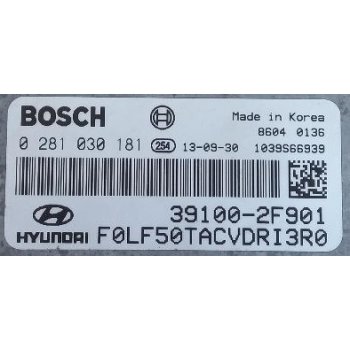 BOSCH
Made in Korea
8604 0136
0 281 030 181 254 13-09-30 1039S66939
39100-2F901
HYUNDAI F0LF50TACVDRI3R0